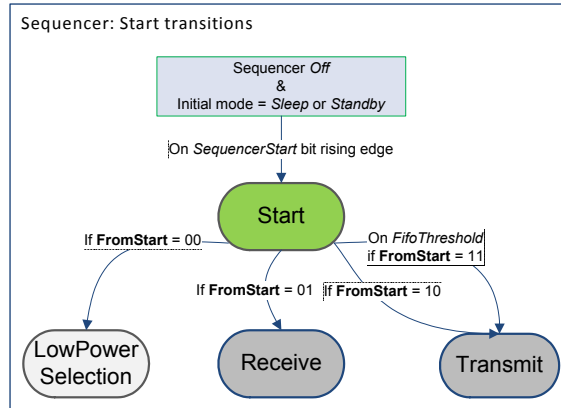 Sequencer: Start transitions
Sequencer Off
&
Initial mode = Sleep or Standby
On SequencerStart bit rising edge
Start
If FromStart = 00
On FifoThreshold
if FromStart = 11
If FromStart = 01
If FromStart = 10
LowPower
Selection
Receive
Transmit